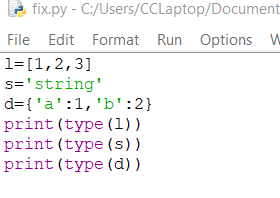 fix.py - C:/Users/CCLaptop/Document
File Edit Format Run Options Window
l=[1,2,3]
s='string'
d={'a':1,'b':2}
print(type(l))
print(type(s))
print(type(d))